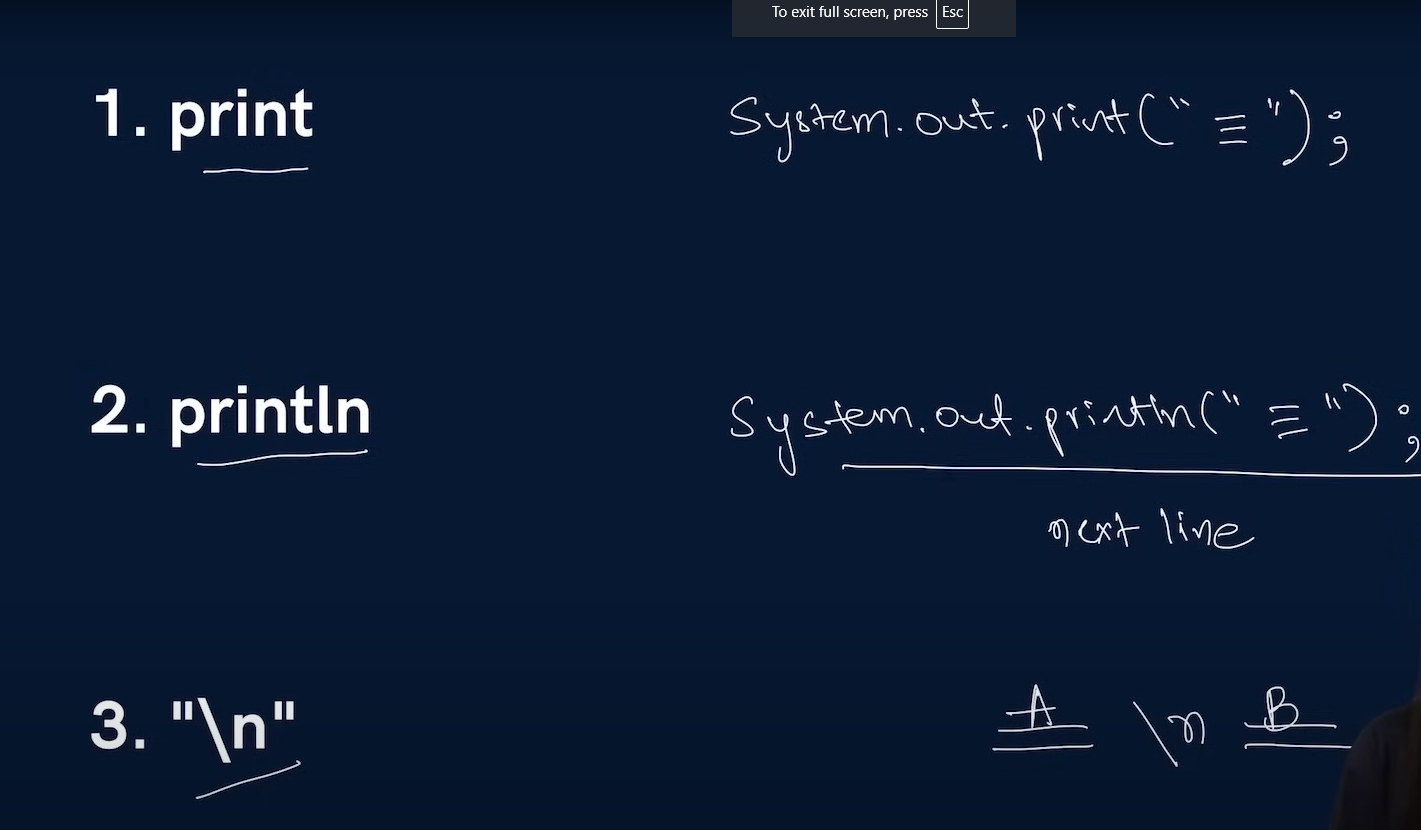 To exit full screen, press Esc
1. print
System.out.print("≡");
2. println
System.out.println("≡");
next line
3. "\n"
A \n B